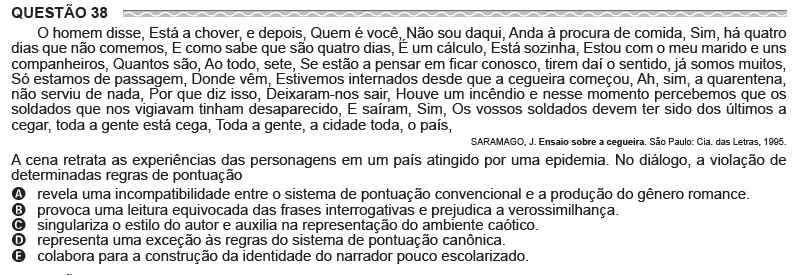 QUESTÃO 38
O homem disse, Está a chover, e depois, Quem é você, Não sou daqui, Anda à procura de comida, Sim, há quatro
dias que não comemos, E como sabe que são quatro dias, É um cálculo, Está sozinha, Estou com o meu marido e uns
companheiros, Quantos são, Ao todo, sete, Se estão a pensar em ficar conosco, tirem daí o sentido, já somos muitos,
Só estamos de passagem, Donde vêm, Estivemos internados desde que a cegueira começou, Ah, sim, a quarentena,
não serviu de nada, Por que diz isso, Deixaram-nos sair, Houve um incêndio e nesse momento percebemos que os
soldados que nos vigiavam tinham desaparecido, E saíram, Sim, Os vossos soldados devem ter sido dos últimos a
cegar, toda a gente está cega, Toda a gente, a cidade toda, o país,
SARAMAGO, J. Ensaio sobre a cegueira. São Paulo: Cia. das Letras, 1995.
A cena retrata as experiências das personagens em um país atingido por uma epidemia. No diálogo, a violação de
determinadas regras de pontuação
A revela uma incompatibilidade entre o sistema de pontuação convencional e a produção do gênero romance.
B provoca uma leitura equivocada das frases interrogativas e prejudica a verossimilhança.
C singulariza o estilo do autor e auxilia na representação do ambiente caótico.
D representa uma exceção às regras do sistema de pontuação canônica.
E colabora para a construção da identidade do narrador pouco escolarizado.